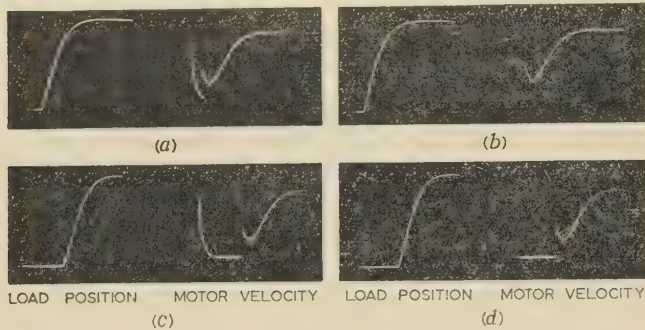 (a) (b)
LOAD POSITION MOTOR VELOCITY LOAD POSITION MOTOR VELOCITY
(c) (d)